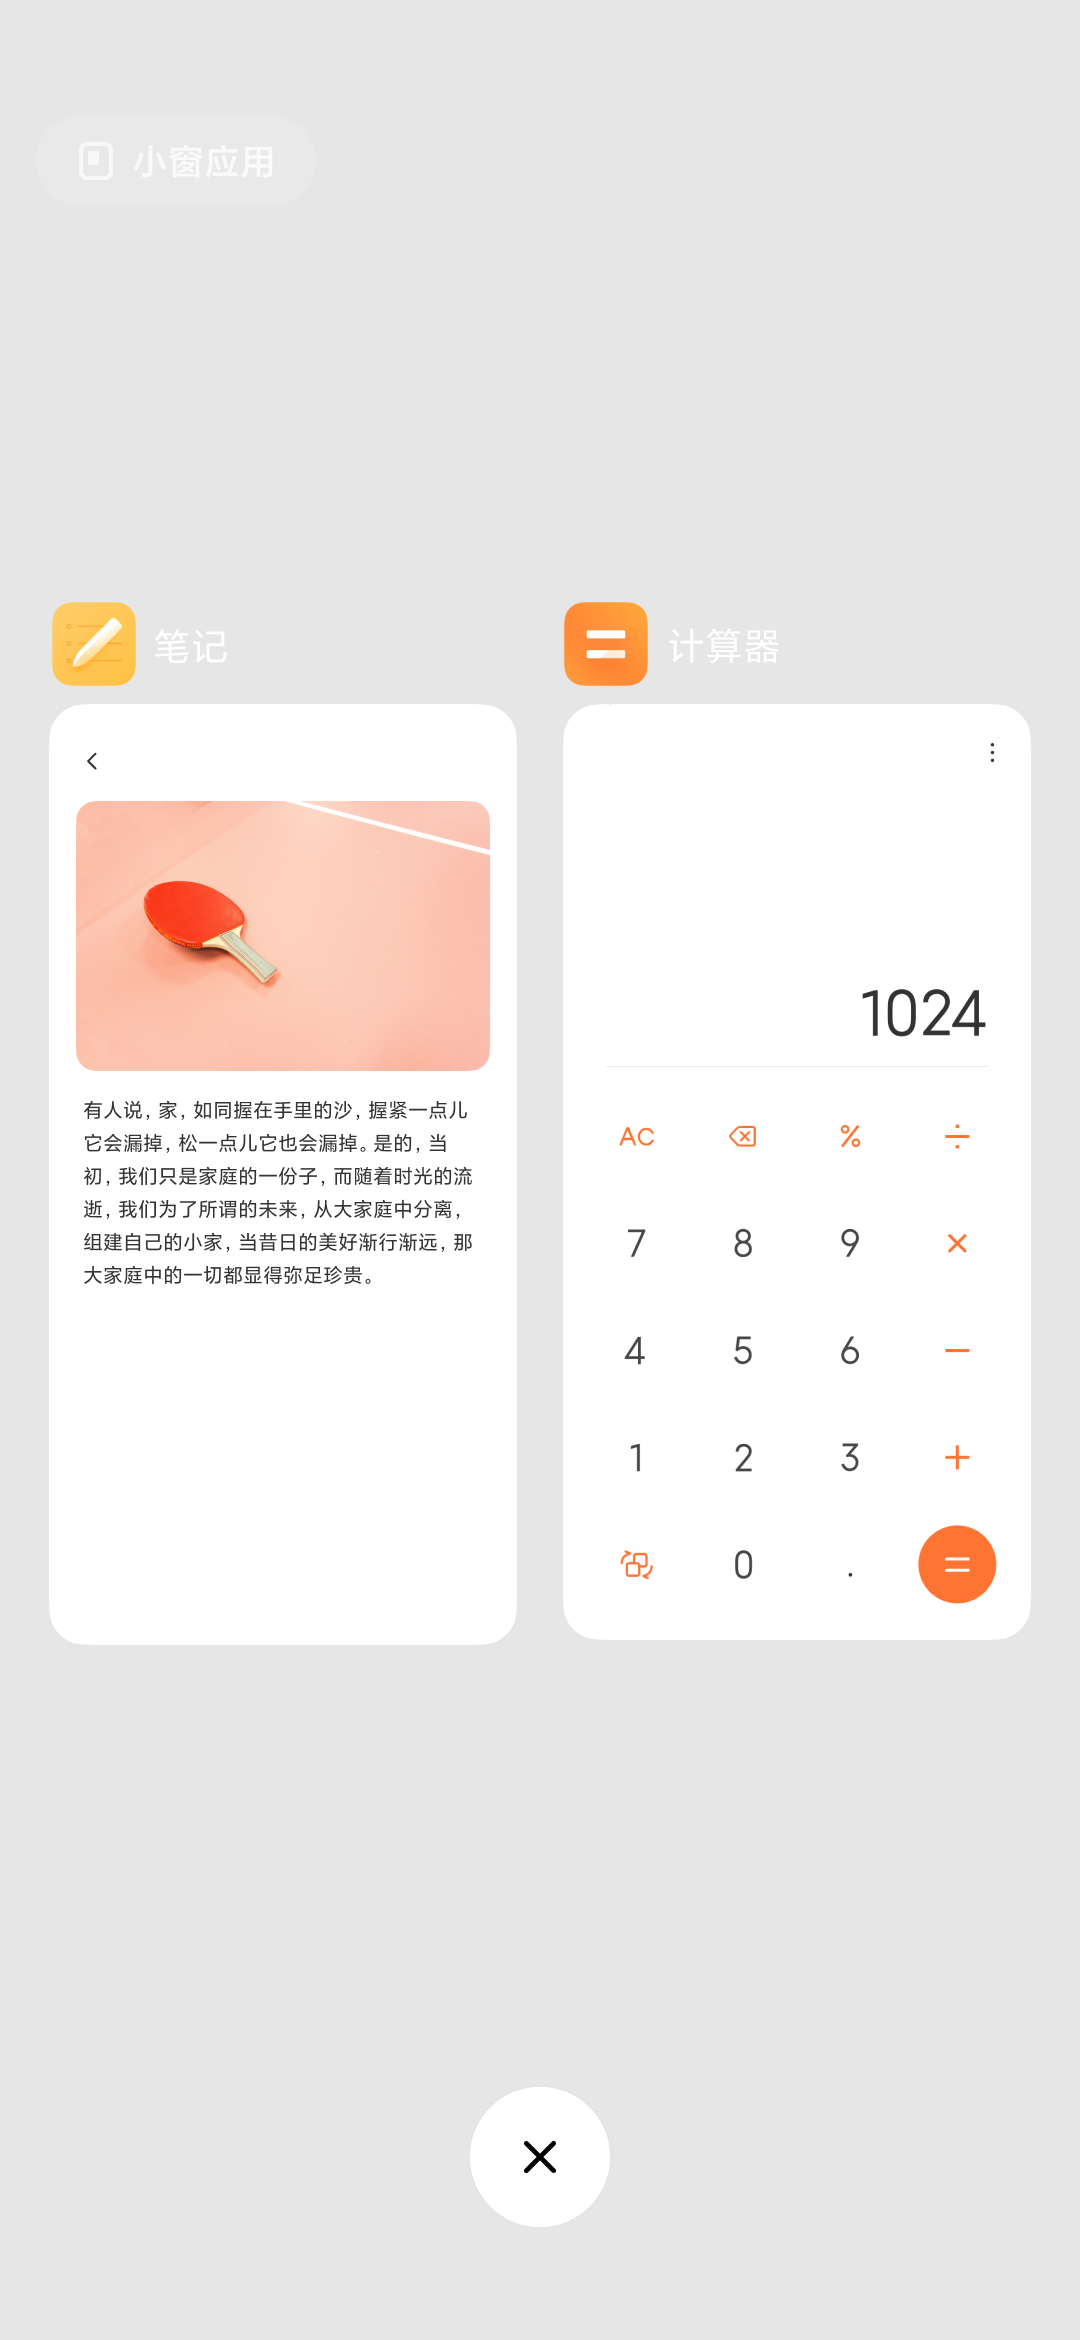 小窗应用
笔记
计算器
有人说, 家, 如同握在手里的沙, 握紧一点儿
它会漏掉, 松一点儿它也会漏掉。是的, 当
初, 我们只是家庭的一份子, 而随着时光的流
逝, 我们为了所谓的未来, 从大家庭中分离,
组建自己的小家, 当昔日的美好渐行渐远, 那
大家庭中的一切都显得弥足珍贵。
1024
AC % ÷
7 8 9 ×
4 5 6 −
1 2 3 +
0 . =